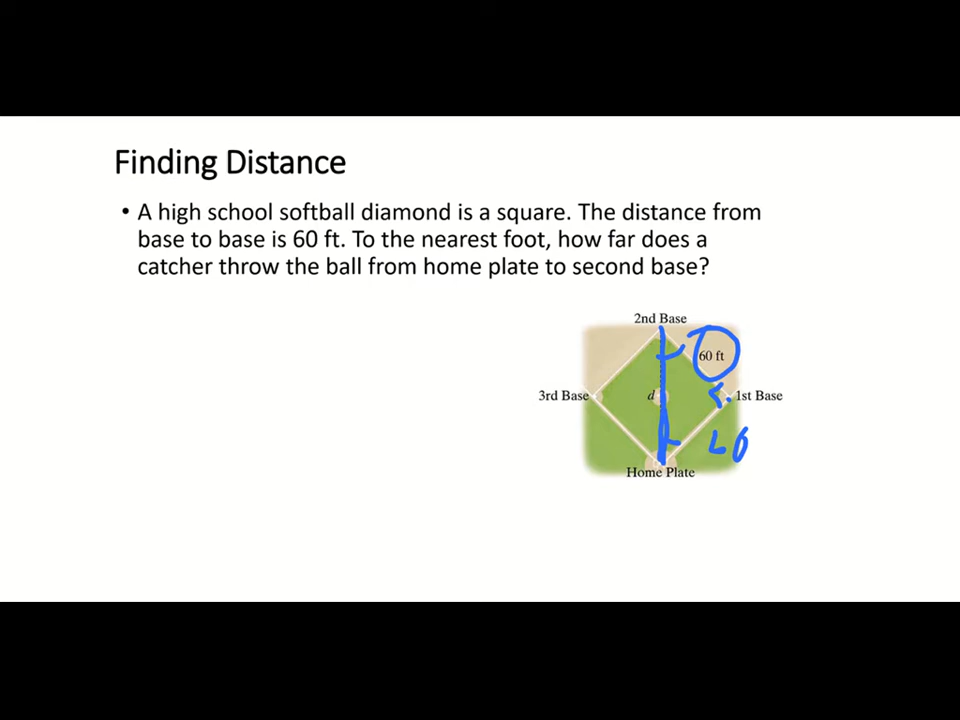 Finding Distance
• A high school softball diamond is a square. The distance from
base to base is 60 ft. To the nearest foot, how far does a
catcher throw the ball from home plate to second base?
2nd Base
60 ft
3rd Base
d
1st Base
Home Plate